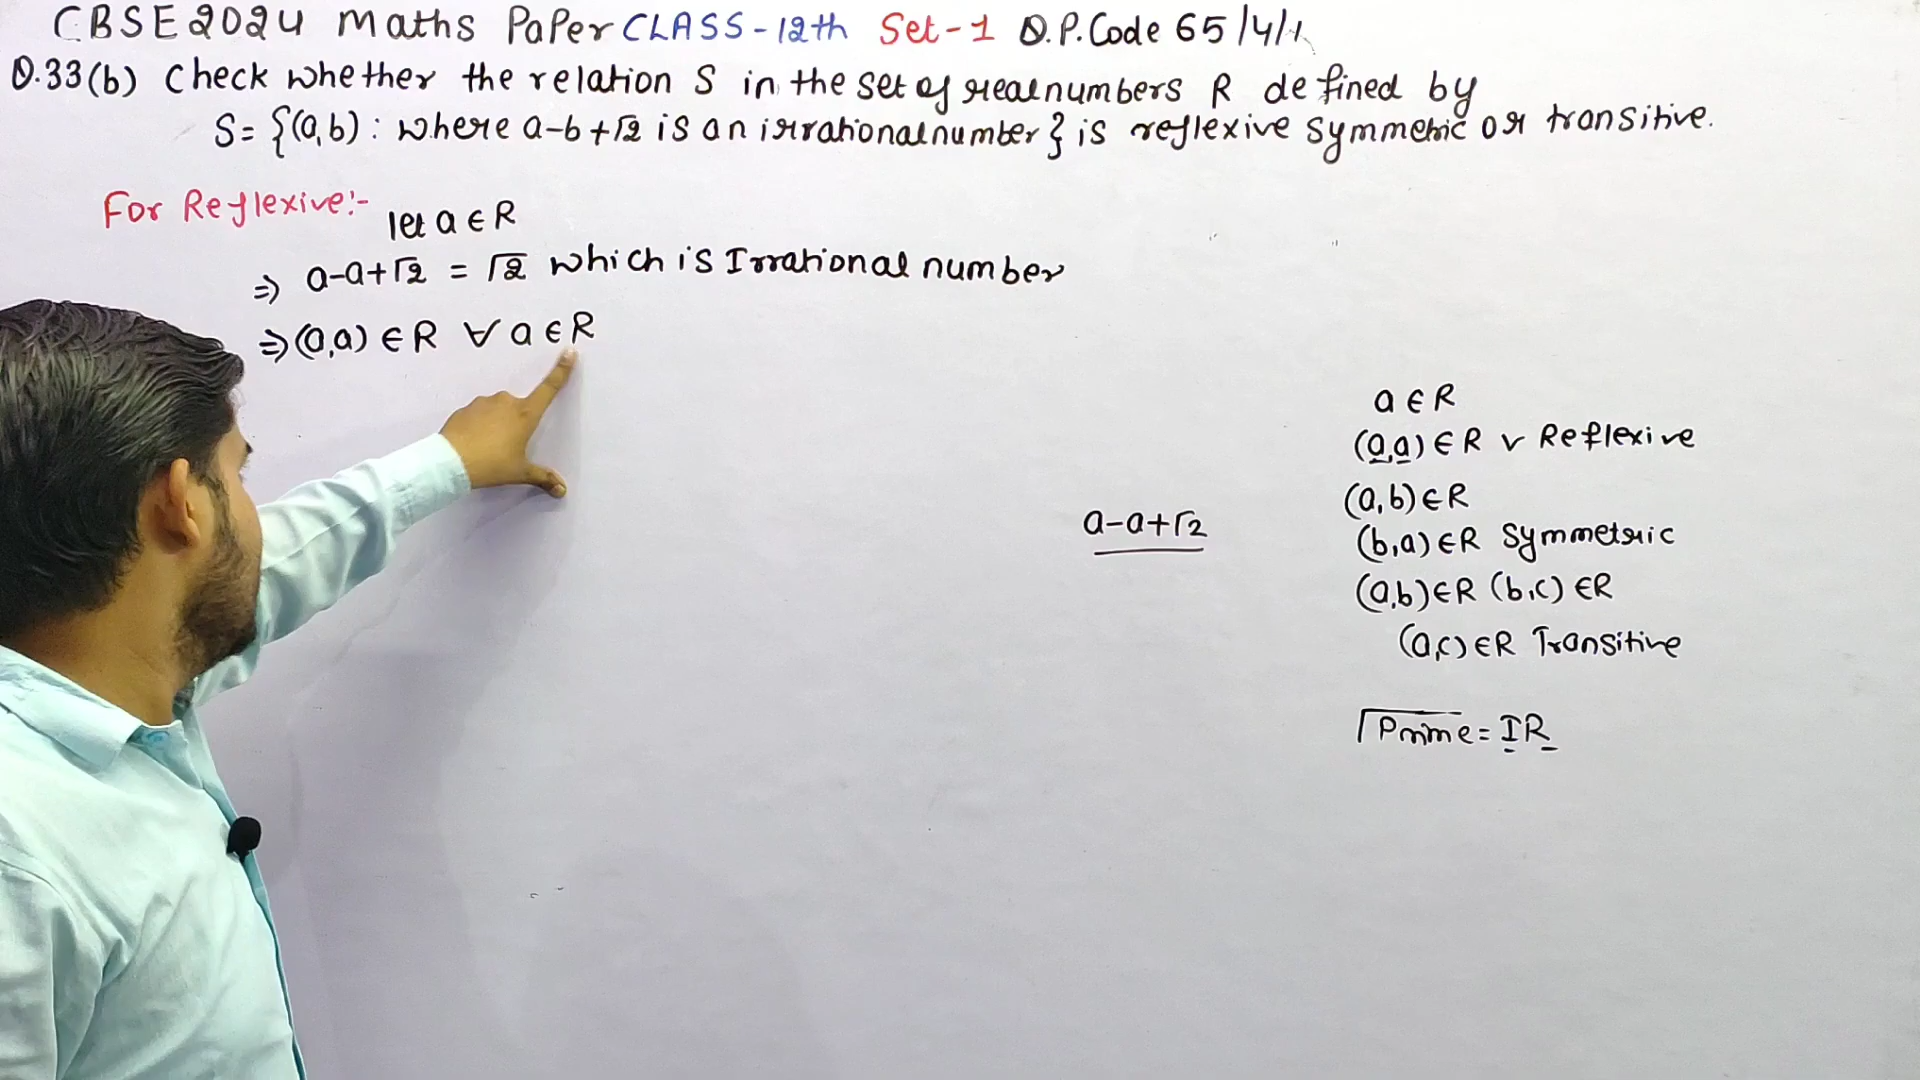 CBSE 2024 Maths Paper CLASS-12th Set-1 Q.P.Code 65/4/1
Q.33(b) Check whether the relation S in the set of real numbers R defined by
S={(a,b): where a-b+√2 is an irrational number} is reflexive symmetric or transitive.
For Reflexive:-
let a∈R
⇒ a-a+√2 = √2 which is Irrational number
⇒(a,a)∈R ∀ a∈R
a∈R
(a,a)∈R ✓ Reflexive
(a,b)∈R
(b,a)∈R Symmetric
(a,b)∈R (b,c)∈R
(a,c)∈R Transitive
a-a+√2
√Prime = IR